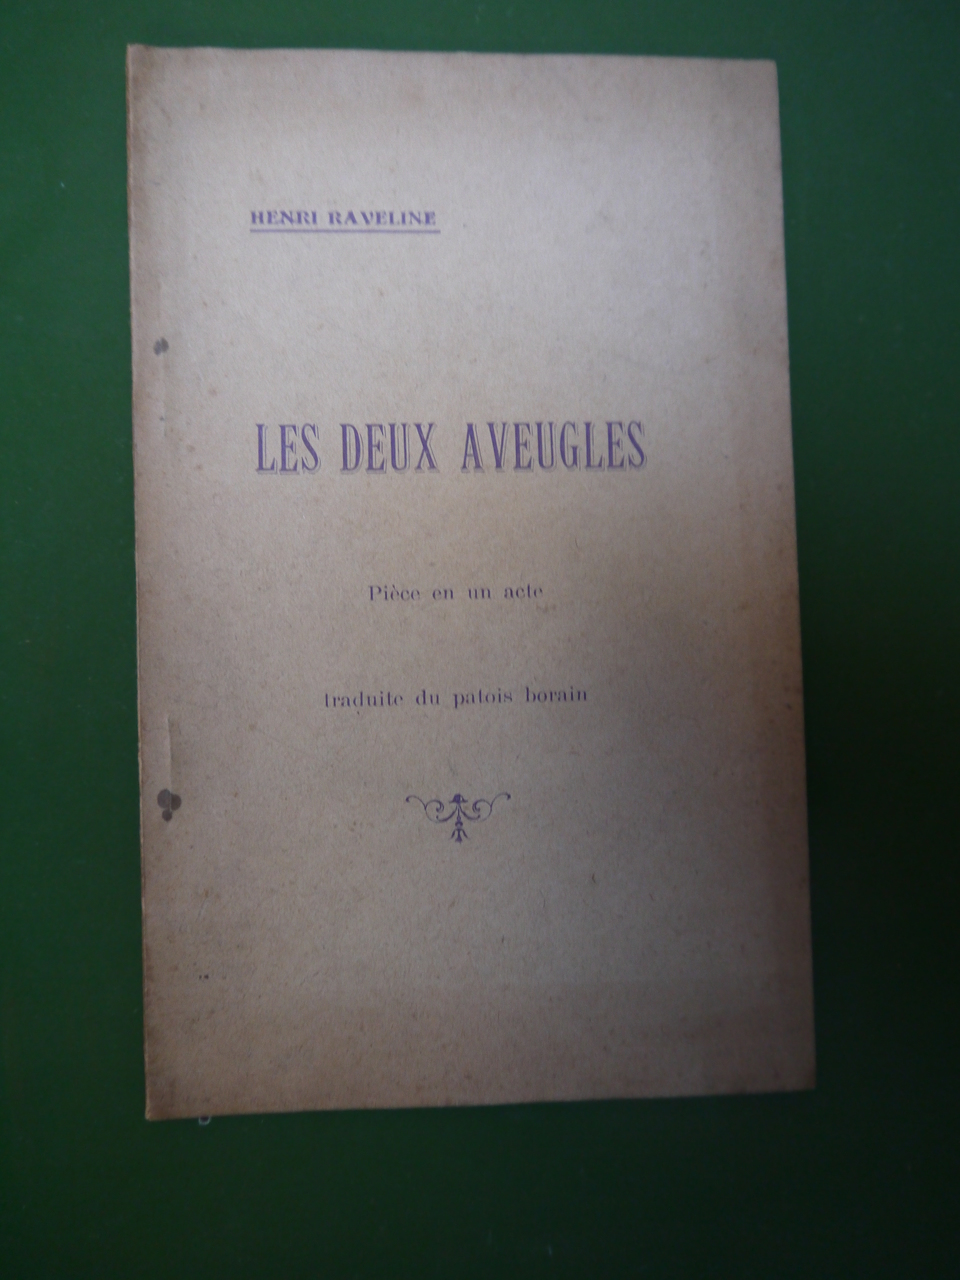 HENRI RAVELINE
LES DEUX AVEUGLES
Pièce en un acte
traduite du patois borain